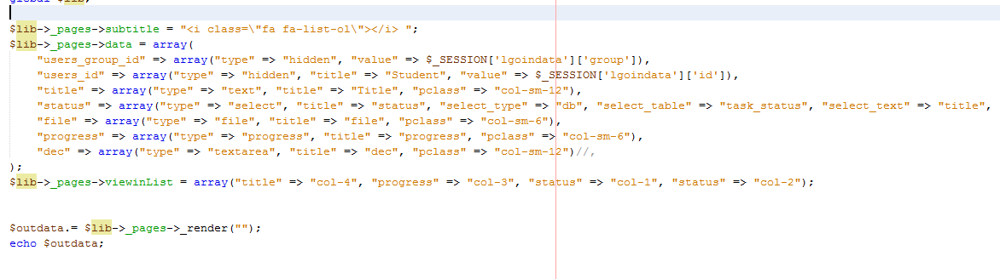 global $lib;
$lib->_pages->subtitle = "<i class=\"fa fa-list-ol\"></i> ";
$lib->_pages->data = array(
"users_group_id" => array("type" => "hidden", "value" => $_SESSION['lgoindata']['group']),
"users_id" => array("type" => "hidden", "title" => "Student", "value" => $_SESSION['lgoindata']['id']),
"title" => array("type" => "text", "title" => "Title", "pclass" => "col-sm-12"),
"status" => array("type" => "select", "title" => "status", "select_type" => "db", "select_table" => "task_status", "select_text" => "title",
"file" => array("type" => "file", "title" => "file", "pclass" => "col-sm-6"),
"progress" => array("type" => "progress", "title" => "progress", "pclass" => "col-sm-6"),
"dec" => array("type" => "textarea", "title" => "dec", "pclass" => "col-sm-12")//,
);
$lib->_pages->viewinList = array("title" => "col-4", "progress" => "col-3", "status" => "col-1", "status" => "col-2");
$outdata.= $lib->_pages->_render("");
echo $outdata;